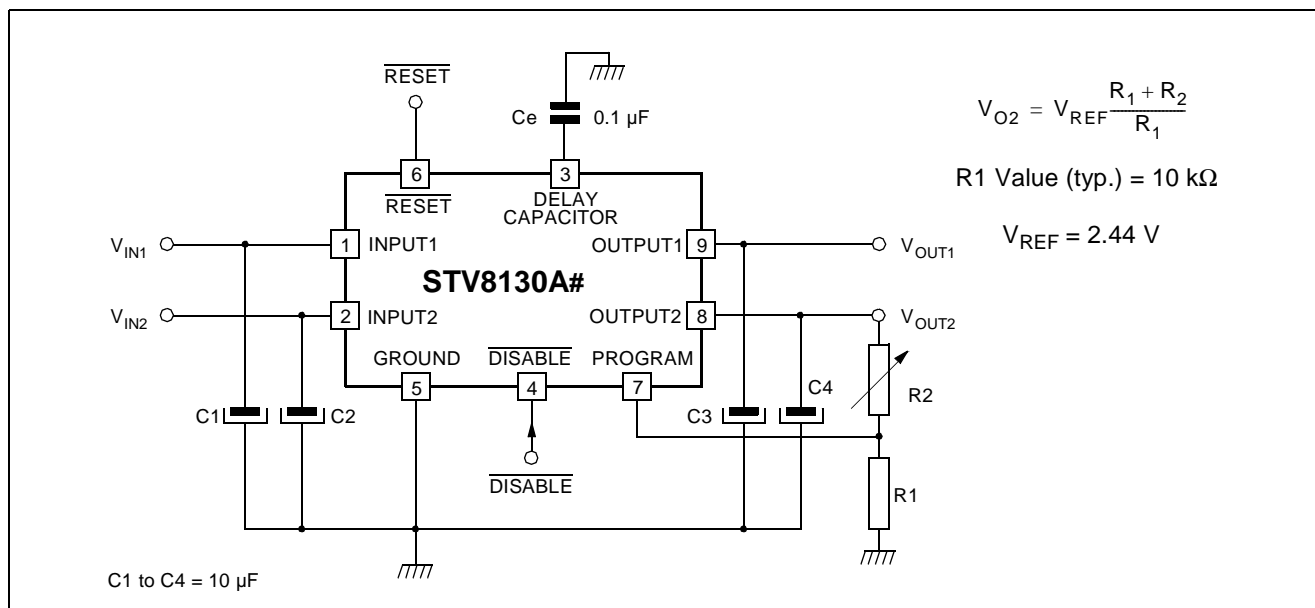 RESET
Ce 0.1 µF
V_O2 = V_REF (R_1 + R_2) / R_1
6 3
RESET DELAY
CAPACITOR
R1 Value (typ.) = 10 kΩ
V_IN1 1 INPUT1 OUTPUT1 9 V_OUT1
V_REF = 2.44 V
STV8130A#
V_IN2 2 INPUT2 OUTPUT2 8 V_OUT2
GROUND DISABLE PROGRAM
5 4 7
C1 C2 C3 C4 R2
DISABLE
R1
C1 to C4 = 10 µF